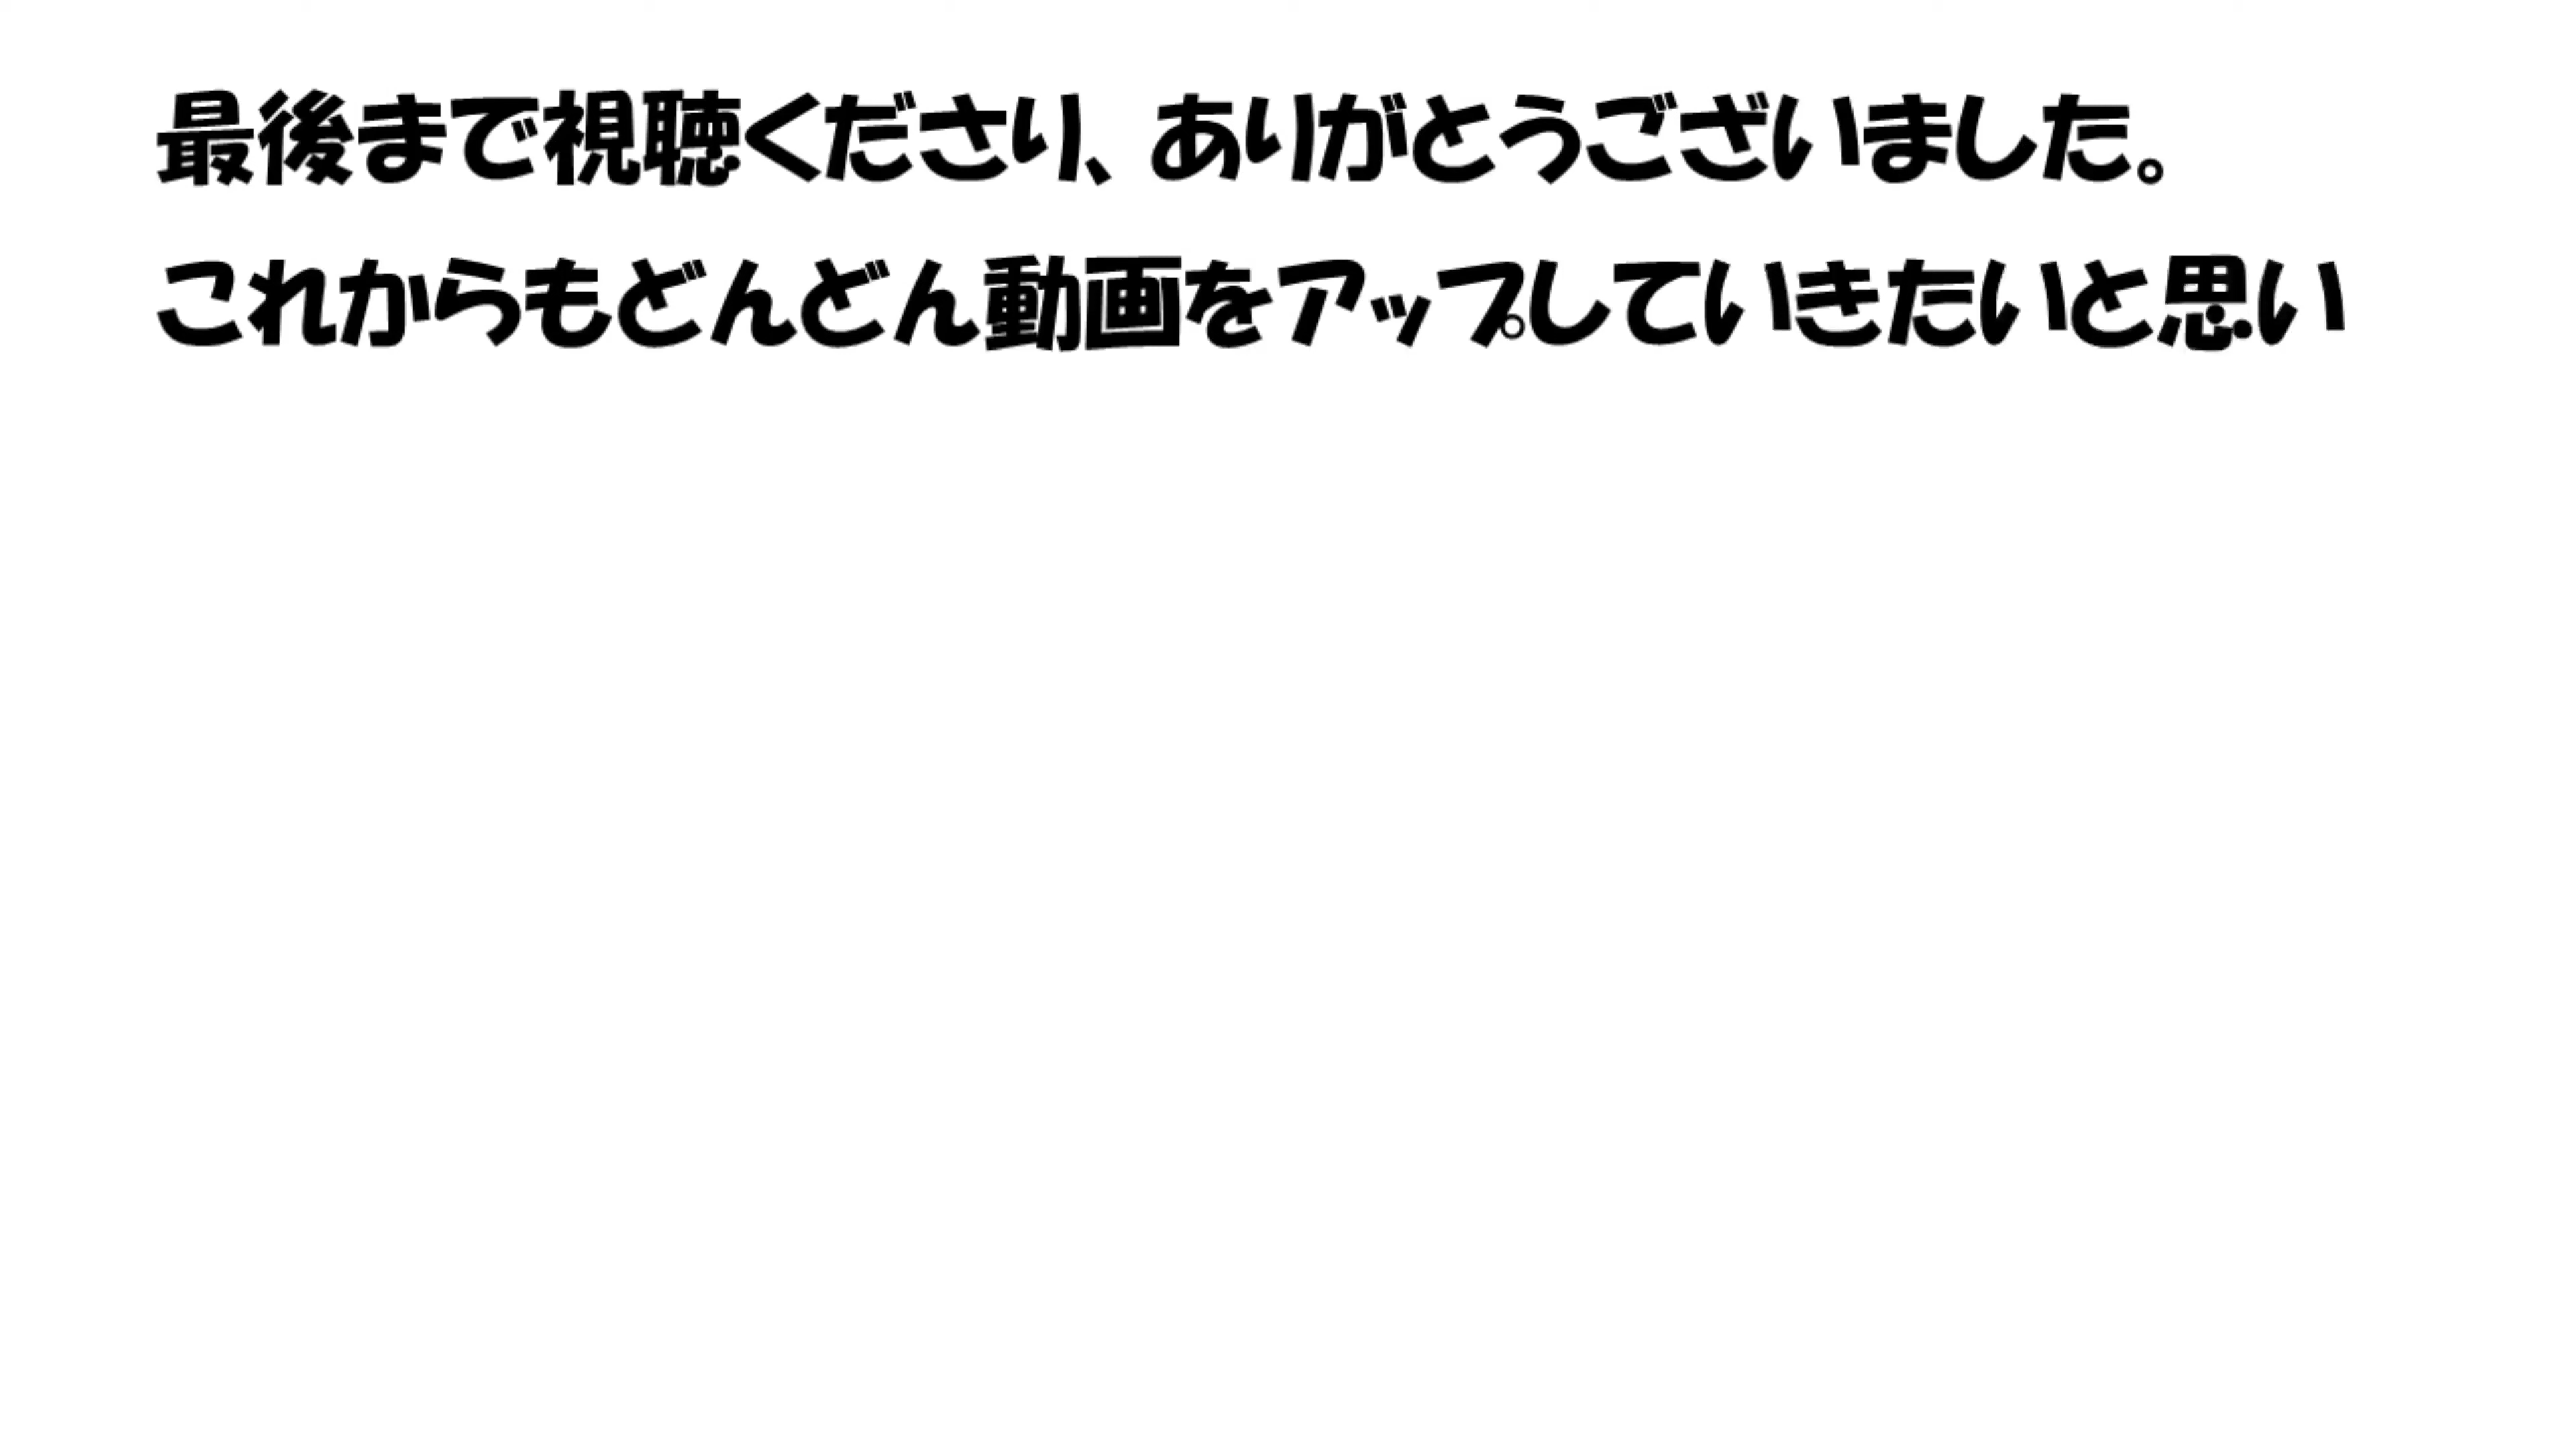 最後まで視聴くださり、ありがとうございました。
これからもどんどん動画をアップしていきたいと思い